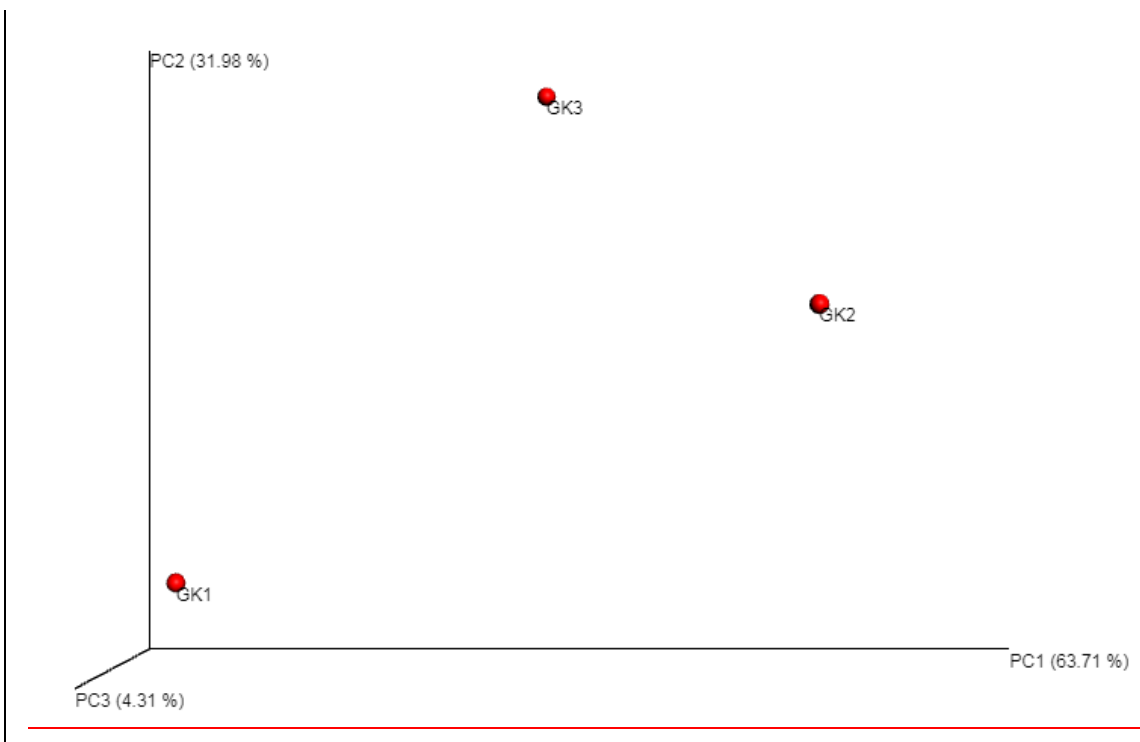 PC2 (31.98 %)
GK3
GK2
GK1
PC1 (63.71 %)
PC3 (4.31 %)